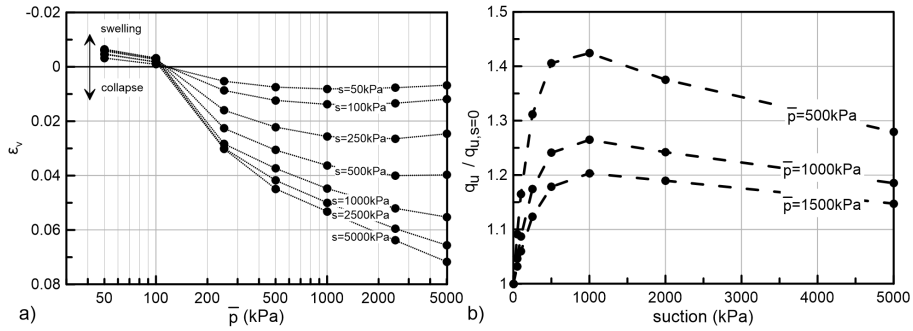 -0.02
0
0.02
0.04
0.06
0.08
εv
swelling
collapse
s=50kPa
s=100kPa
s=250kPa
s=500kPa
s=1000kPa
s=2500kPa
s=5000kPa
50 100 200 500 1000 2000 5000
a) p̅ (kPa)
1.5
1.4
1.3
1.2
1.1
1
qu / qu,s=0
p̅=500kPa
p̅=1000kPa
p̅=1500kPa
0 1000 2000 3000 4000 5000
b) suction (kPa)